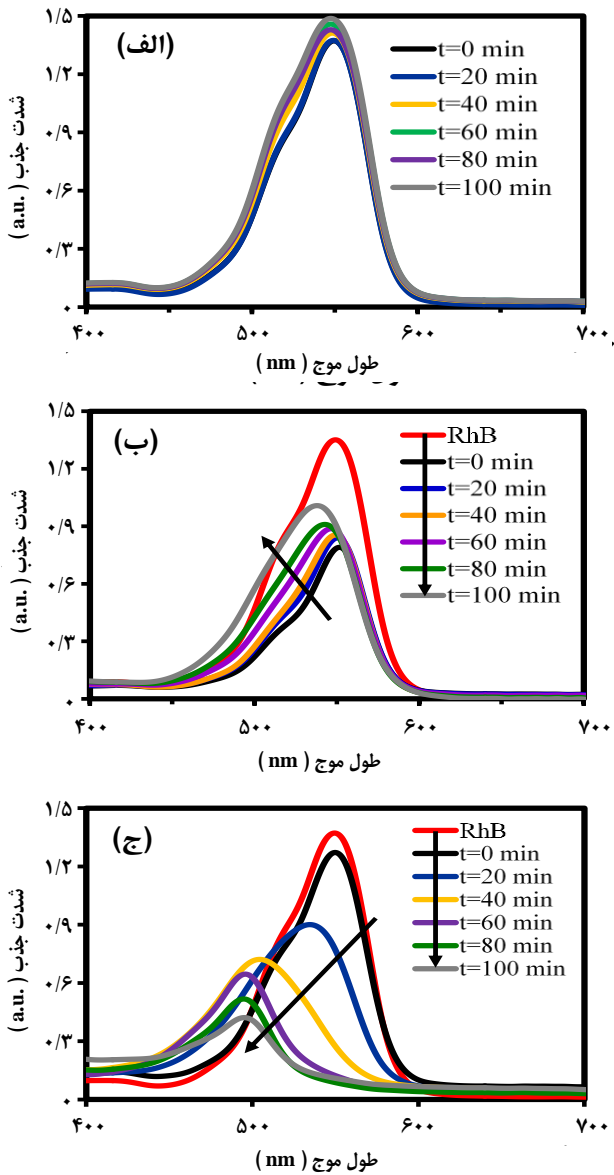 (الف)
شدت جذب ( a.u. )
۱/۵
۱/۲
۰/۹
۰/۶
۰/۳
۰
t=0 min
t=20 min
t=40 min
t=60 min
t=80 min
t=100 min
۴۰۰ ۵۰۰ ۶۰۰ ۷۰۰
طول موج ( nm )
(ب)
شدت جذب ( a.u. )
۱/۵
۱/۲
۰/۹
۰/۶
۰/۳
۰
RhB
t=0 min
t=20 min
t=40 min
t=60 min
t=80 min
t=100 min
۴۰۰ ۵۰۰ ۶۰۰ ۷۰۰
طول موج ( nm )
(ج)
شدت جذب ( a.u. )
۱/۵
۱/۲
۰/۹
۰/۶
۰/۳
۰
RhB
t=0 min
t=20 min
t=40 min
t=60 min
t=80 min
t=100 min
۴۰۰ ۵۰۰ ۶۰۰ ۷۰۰
طول موج ( nm )